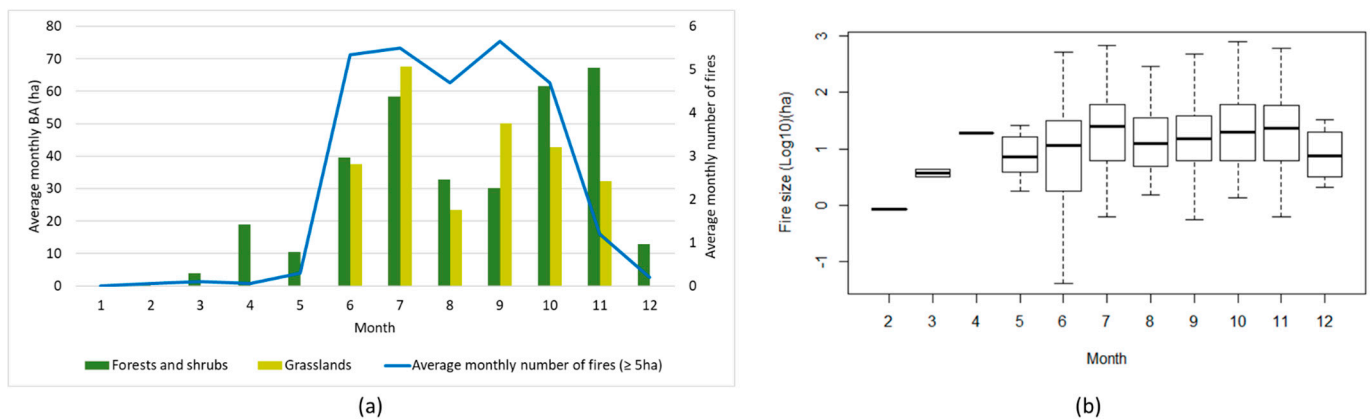 80
70
60
50
40
30
20
10
0
Average monthly BA (ha)
6
5
4
3
2
1
0
Average monthly number of fires
1 2 3 4 5 6 7 8 9 10 11 12
Month
Forests and shrubs Grasslands Average monthly number of fires (≥ 5ha)
(a)
3
2
1
0
-1
Fire size (Log10)(ha)
2 3 4 5 6 7 8 9 10 11 12
Month
(b)